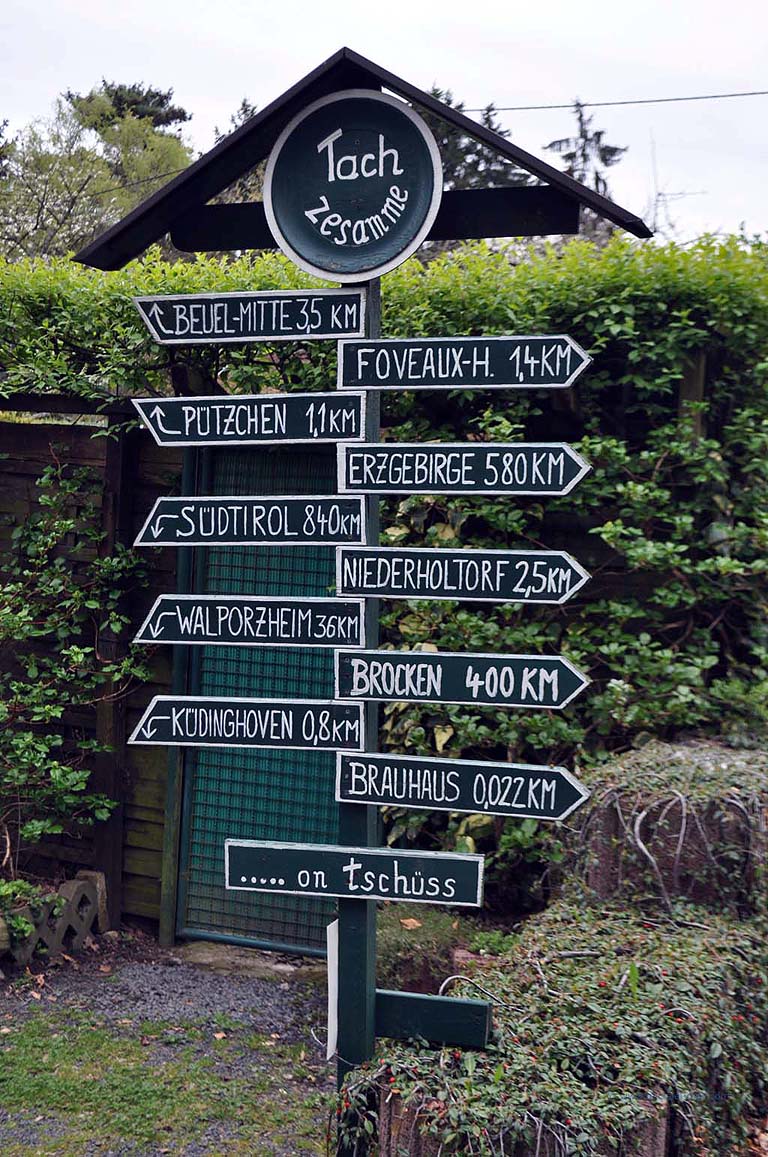 Tach
zesamme
BEUEL-MITTE 3,5 KM
FOVEAUX-H. 1,4KM
PÜTZCHEN 1,1KM
ERZGEBIRGE 580KM
SÜDTIROL 840KM
NIEDERHOLTORF 2,5KM
WALPORZHEIM 36KM
BROCKEN 400 KM
KÜDINGHOVEN 0,8KM
BRAUHAUS 0,022KM
..... on tschüss